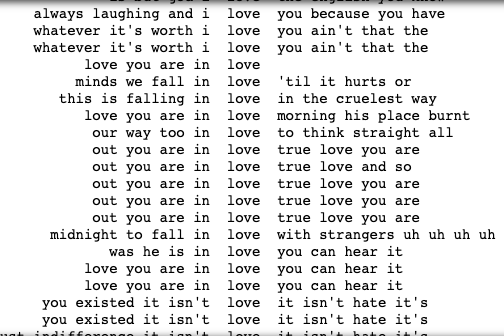 always laughing and i love you because you have
whatever it's worth i love you ain't that the
whatever it's worth i love you ain't that the
love you are in love
minds we fall in love 'til it hurts or
this is falling in love in the cruelest way
love you are in love morning his place burnt
our way too in love to think straight all
out you are in love true love you are
out you are in love true love and so
out you are in love true love you are
out you are in love true love you are
out you are in love true love you are
midnight to fall in love with strangers uh uh uh uh
was he is in love you can hear it
love you are in love you can hear it
love you are in love you can hear it
you existed it isn't love it isn't hate it's
you existed it isn't love it isn't hate it's
indifference it isn't love it isn't hate it's